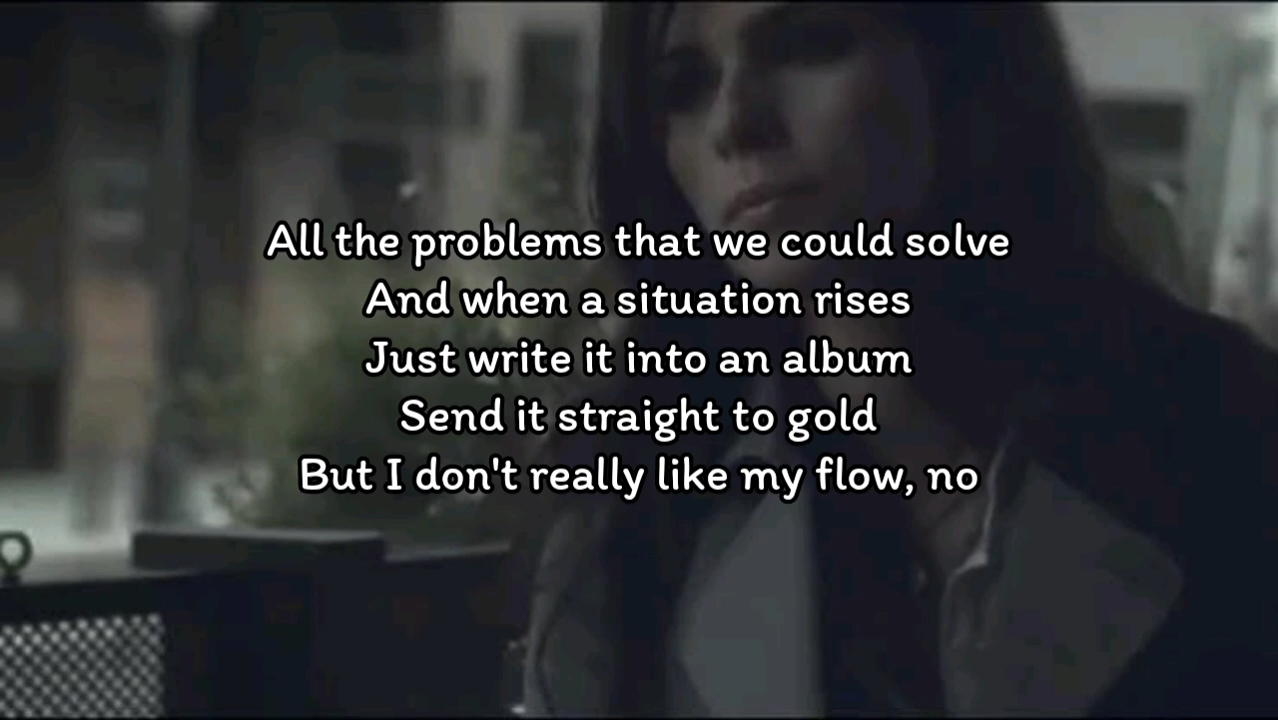 All the problems that we could solve
And when a situation rises
Just write it into an album
Send it straight to gold
But I don't really like my flow, no